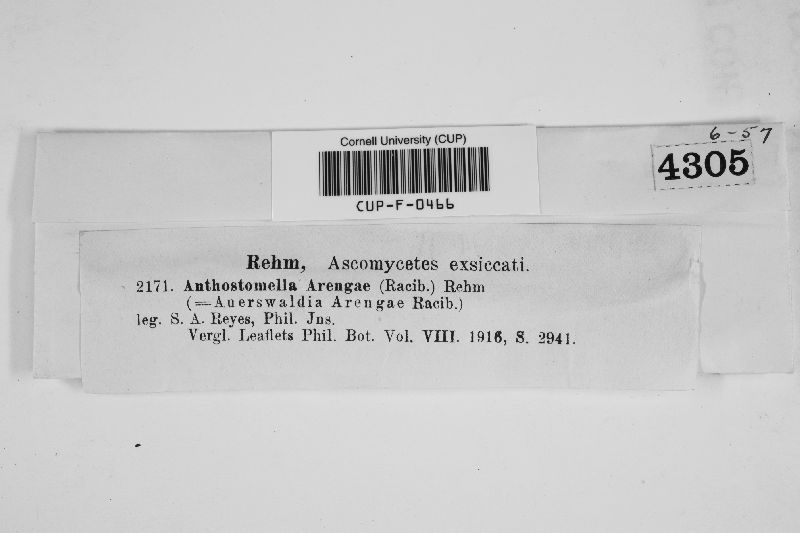 6-57
Cornell University (CUP)
4305
CUP-F-0466
Rehm, Ascomycetes exsiccati.
2171. Anthostomella Arengae (Racib.) Rehm
(=Auerswaldia Arengae Racib.)
leg. S. A. Reyes, Phil. Jns.
Vergl. Leaflets Phil. Bot. Vol. VIII. 1916, S. 2941.